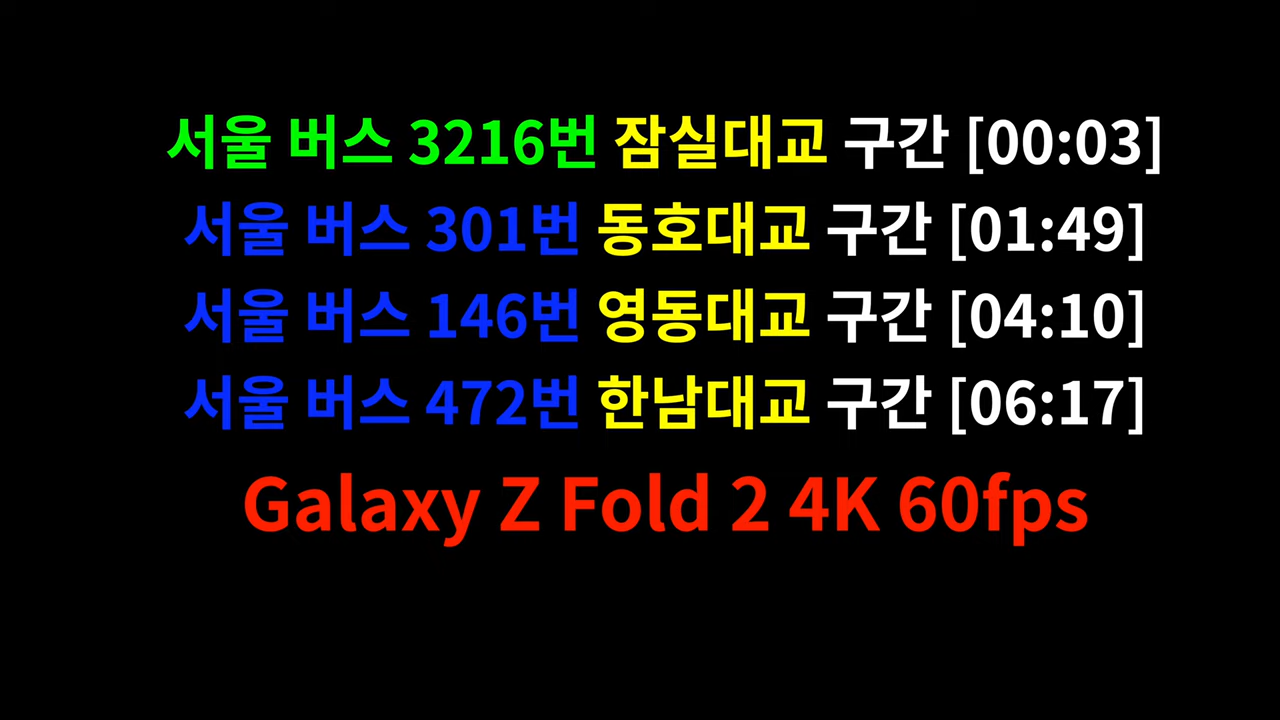 서울 버스 3216번 잠실대교 구간 [00:03]
서울 버스 301번 동호대교 구간 [01:49]
서울 버스 146번 영동대교 구간 [04:10]
서울 버스 472번 한남대교 구간 [06:17]
Galaxy Z Fold 2 4K 60fps